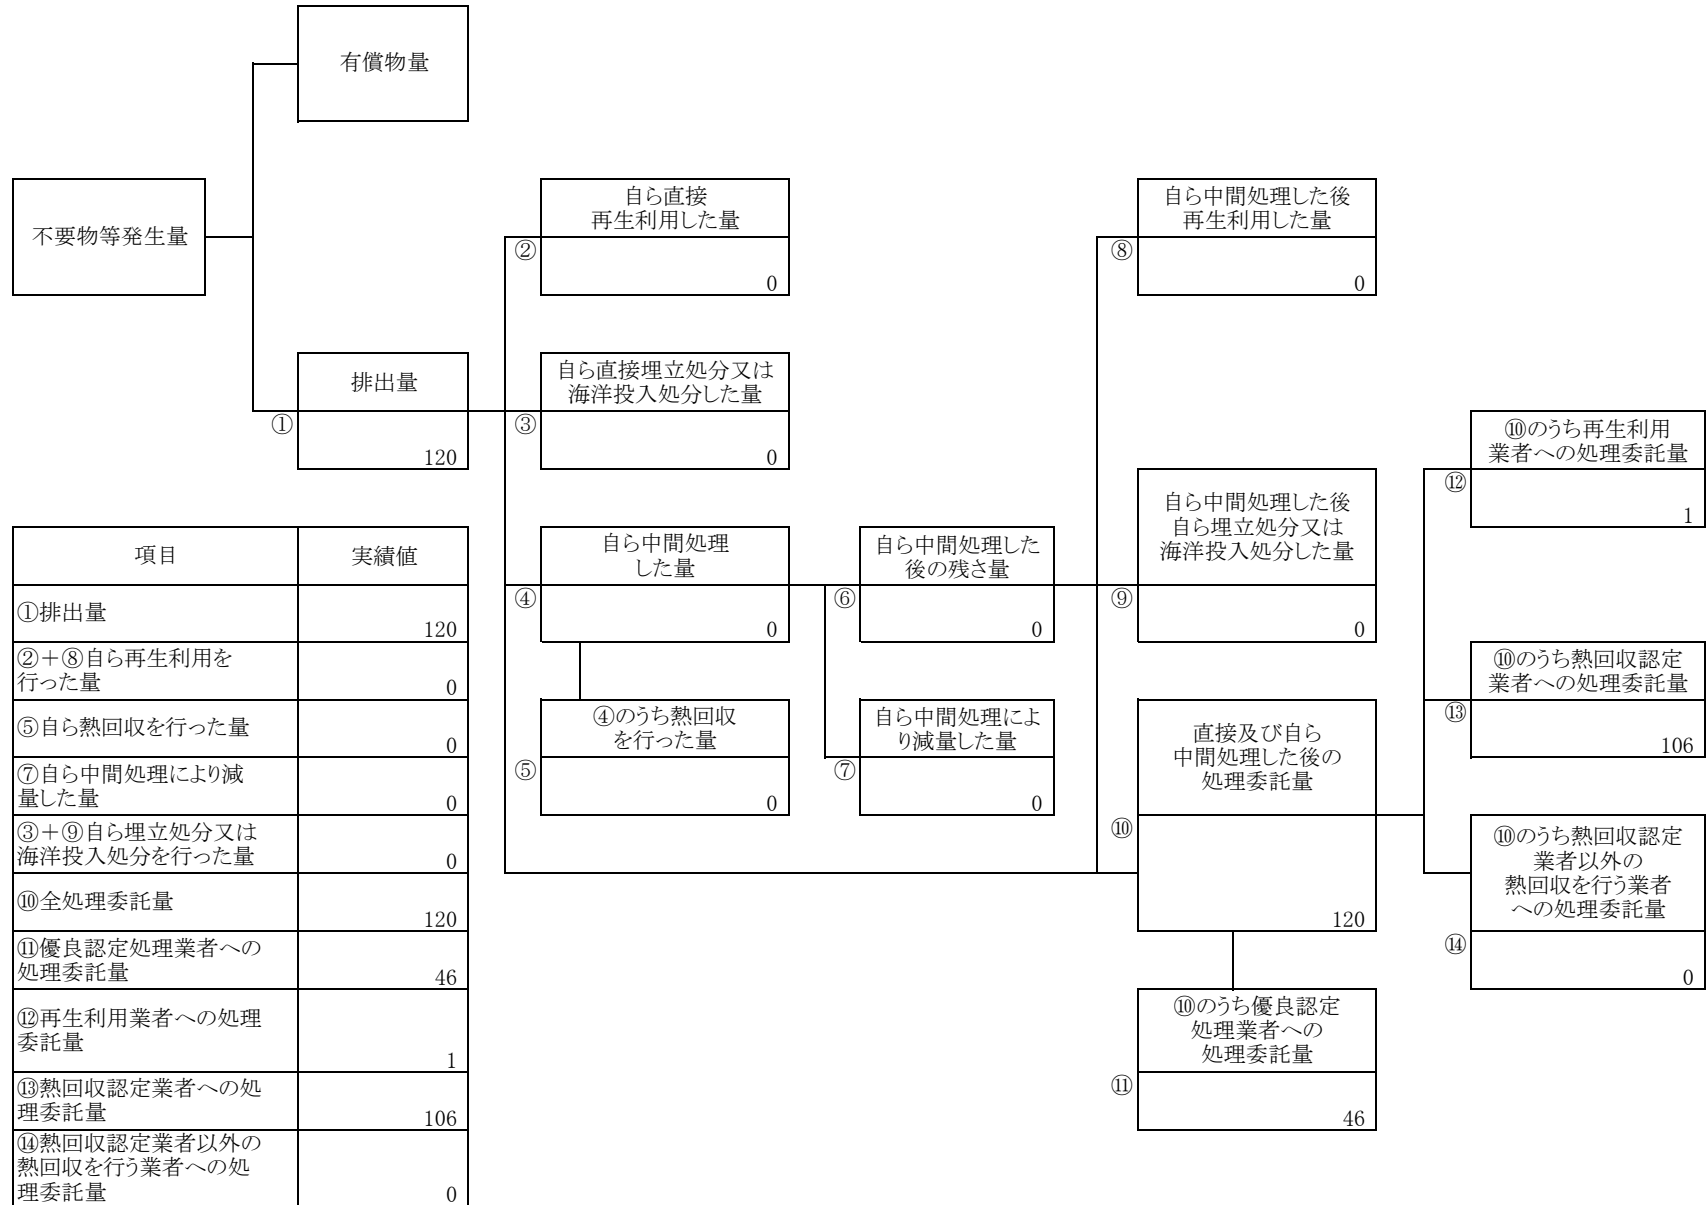 有償物量
不要物等発生量
自ら直接
再生利用した量
②
0
自ら中間処理した後
再生利用した量
⑧
0
排出量
①
120
自ら直接埋立処分又は
海洋投入処分した量
③
0
⑩のうち再生利用
業者への処理委託量
⑫
1
自ら中間処理
した量
④
0
自ら中間処理した
後の残さ量
⑥
0
自ら中間処理した後
自ら埋立処分又は
海洋投入処分した量
⑨
0
⑩のうち熱回収認定
業者への処理委託量
⑬
106
④のうち熱回収
を行った量
⑤
0
自ら中間処理によ
り減量した量
⑦
0
直接及び自ら
中間処理した後の
処理委託量
⑩
120
⑩のうち熱回収認定
業者以外の
熱回収を行う業者
への処理委託量
⑭
0
⑩のうち優良認定
処理業者への
処理委託量
⑪
46
項目 実績値
①排出量
120
②+⑧自ら再生利用を
行った量
0
⑤自ら熱回収を行った量
0
⑦自ら中間処理により減
量した量
0
③+⑨自ら埋立処分又は
海洋投入処分を行った量
0
⑩全処理委託量
120
⑪優良認定処理業者への
処理委託量
46
⑫再生利用業者への処理
委託量
1
⑬熱回収認定業者への処
理委託量
106
⑭熱回収認定業者以外の
熱回収を行う業者への処
理委託量
0